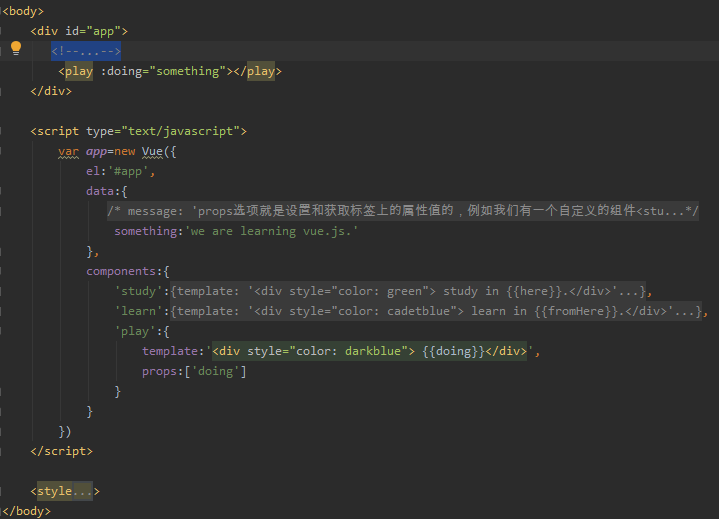 <body>
<div id="app">
<!--...-->
<play :doing="something"></play>
</div>
<script type="text/javascript">
var app=new Vue({
el:'#app',
data:{
/* message: 'props选项就是设置和获取标签上的属性值的，例如我们有一个自定义的组件<stu...*/
something:'we are learning vue.js.'
},
components:{
'study':{template: '<div style="color: green"> study in {{here}}.</div>'...},
'learn':{template: '<div style="color: cadetblue"> learn in {{fromHere}}.</div>'...},
'play':{
template:'<div style="color: darkblue"> {{doing}}</div>',
props:['doing']
}
}
})
</script>
<style...>
</body>